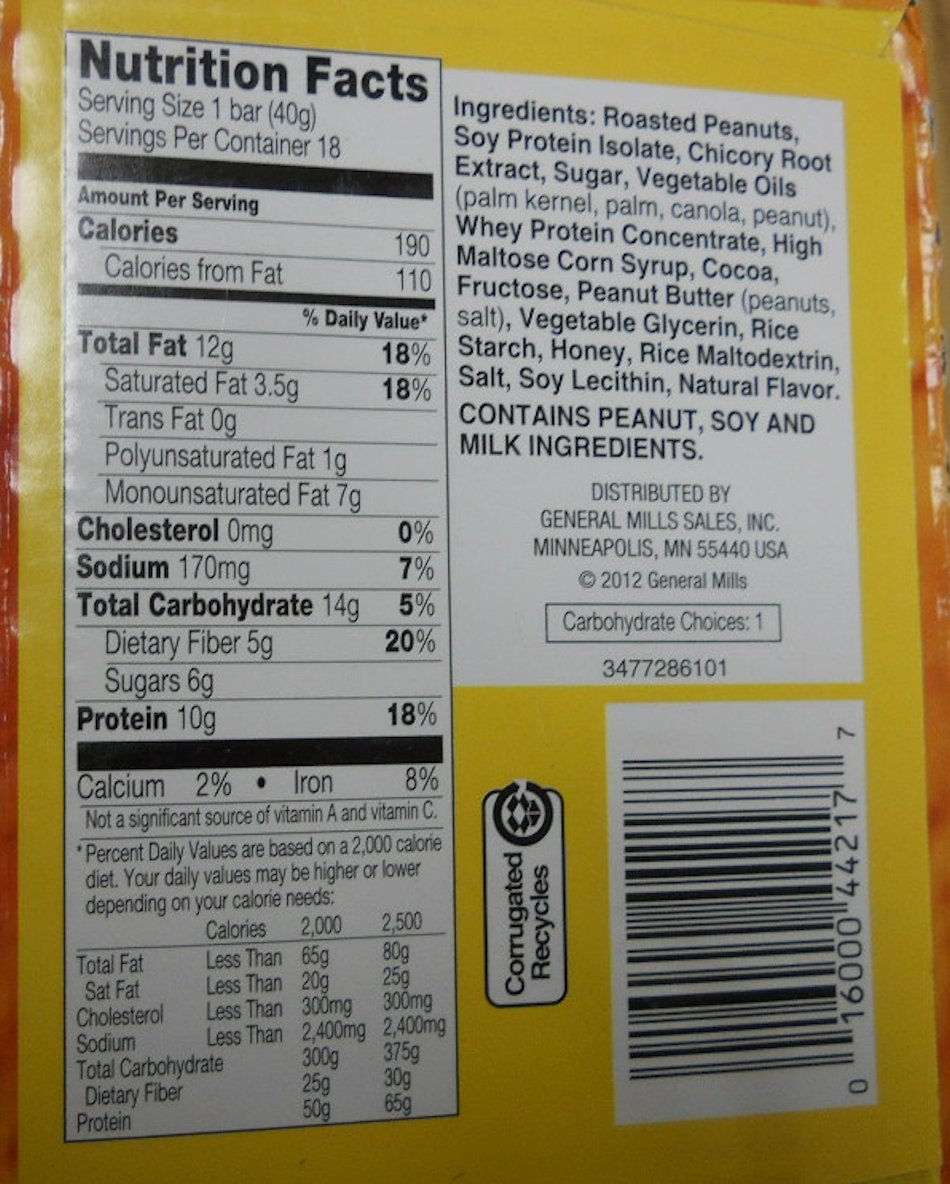 Nutrition Facts
Serving Size 1 bar (40g)
Servings Per Container 18
Amount Per Serving
Calories 190
Calories from Fat 110
% Daily Value*
Total Fat 12g 18%
Saturated Fat 3.5g 18%
Trans Fat 0g
Polyunsaturated Fat 1g
Monounsaturated Fat 7g
Cholesterol 0mg 0%
Sodium 170mg 7%
Total Carbohydrate 14g 5%
Dietary Fiber 5g 20%
Sugars 6g
Protein 10g 18%
Calcium 2% • Iron 8%
Not a significant source of vitamin A and vitamin C.
*Percent Daily Values are based on a 2,000 calorie
diet. Your daily values may be higher or lower
depending on your calorie needs:
Calories 2,000 2,500
Total Fat Less Than 65g 80g
Sat Fat Less Than 20g 25g
Cholesterol Less Than 300mg 300mg
Sodium Less Than 2,400mg 2,400mg
Total Carbohydrate 300g 375g
Dietary Fiber 25g 30g
Protein 50g 65g
Ingredients: Roasted Peanuts,
Soy Protein Isolate, Chicory Root
Extract, Sugar, Vegetable Oils
(palm kernel, palm, canola, peanut),
Whey Protein Concentrate, High
Maltose Corn Syrup, Cocoa,
Fructose, Peanut Butter (peanuts,
salt), Vegetable Glycerin, Rice
Starch, Honey, Rice Maltodextrin,
Salt, Soy Lecithin, Natural Flavor.
CONTAINS PEANUT, SOY AND
MILK INGREDIENTS.
DISTRIBUTED BY
GENERAL MILLS SALES, INC.
MINNEAPOLIS, MN 55440 USA
© 2012 General Mills
Carbohydrate Choices: 1
3477286101
Corrugated
Recycles
0 16000 44217 7